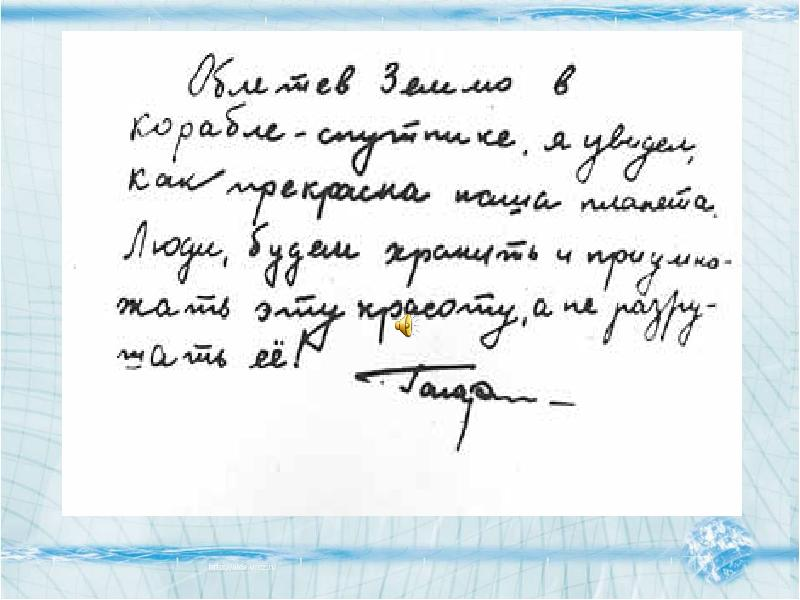 Облетев Землю в
корабле-спутнике, я увидел,
как прекрасна наша планета.
Люди, будем хранить и приумно-
жать эту красоту, а не разру-
шать её!
Гагарин